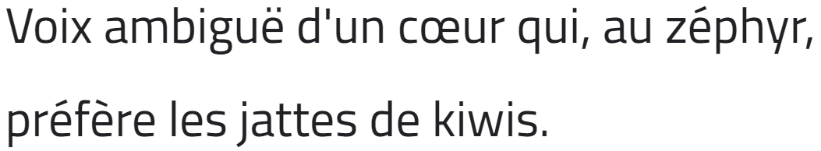 Voix ambiguë d'un cœur qui, au zéphyr,
préfère les jattes de kiwis.